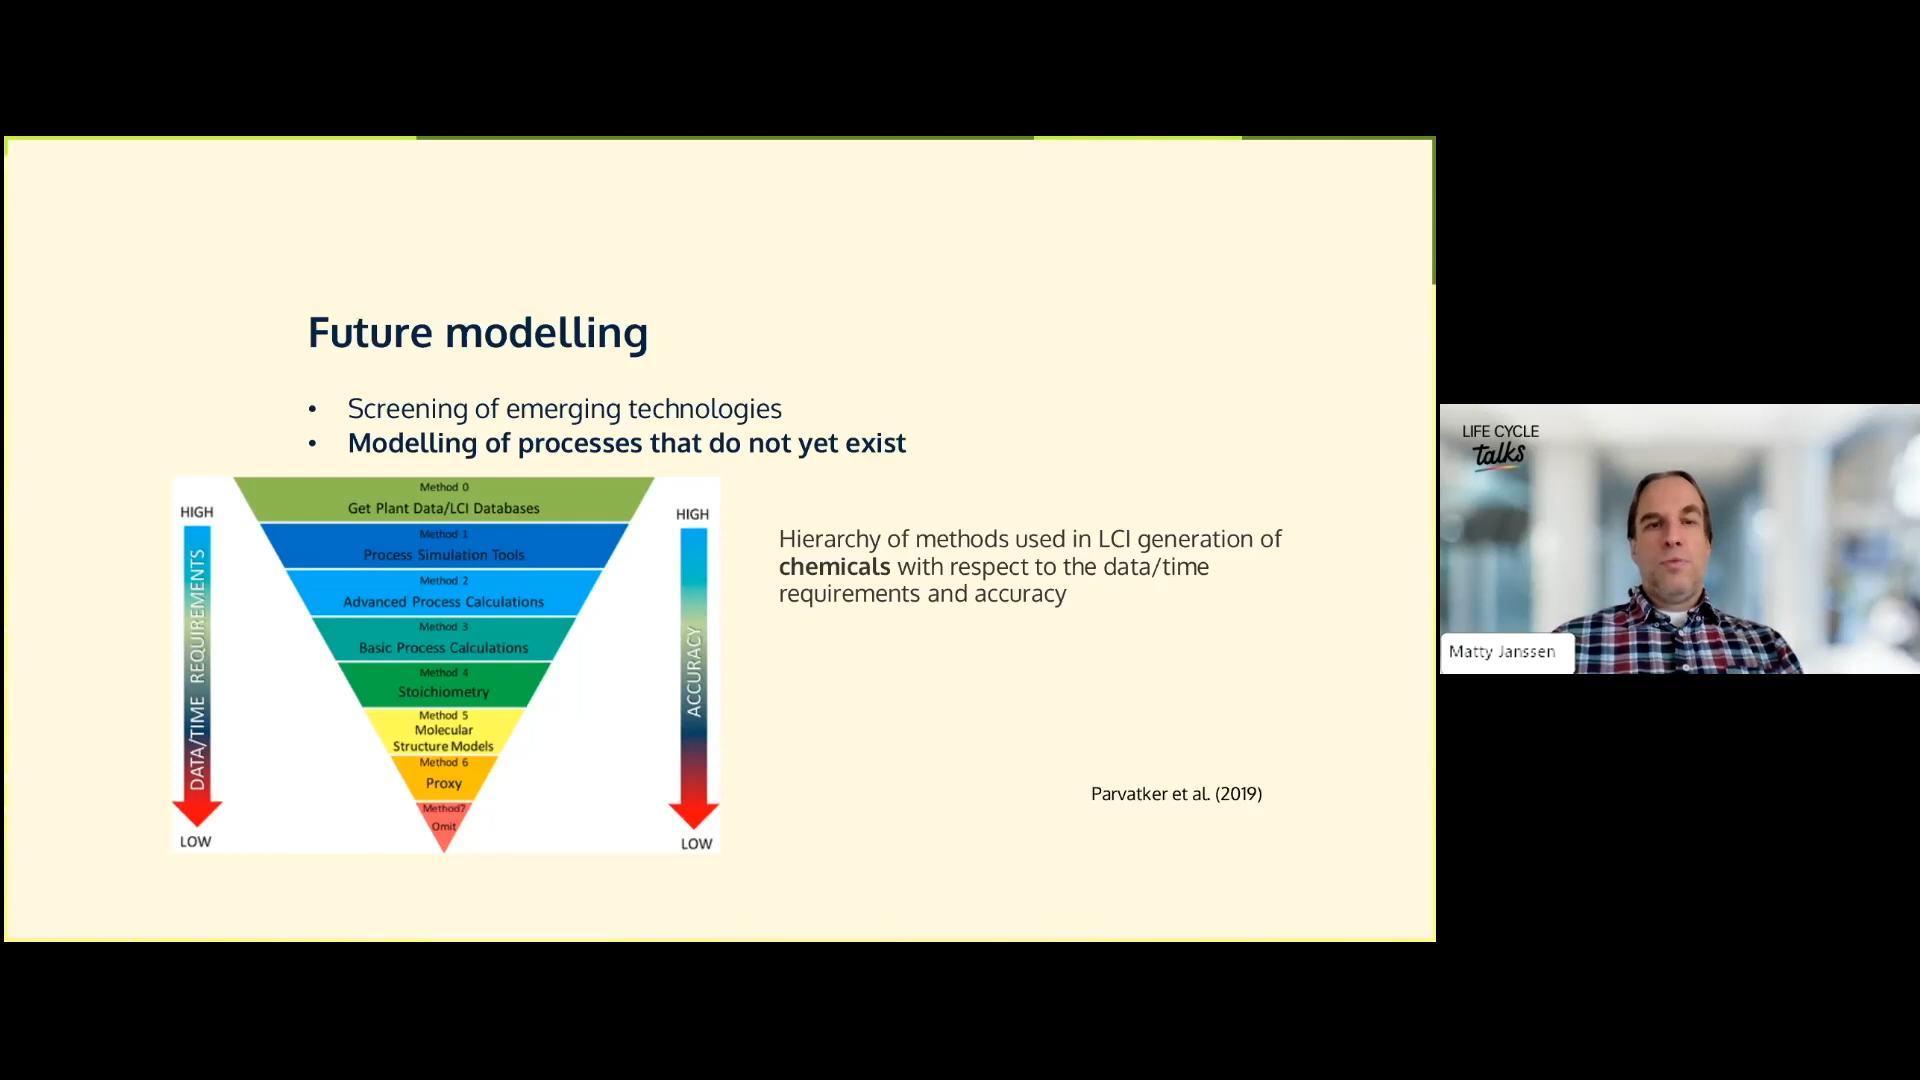 Future modelling
• Screening of emerging technologies
• Modelling of processes that do not yet exist
HIGH
DATA/TIME REQUIREMENTS
LOW
Method 0
Get Plant Data/LCI Databases
Method 1
Process Simulation Tools
Method 2
Advanced Process Calculations
Method 3
Basic Process Calculations
Method 4
Stoichiometry
Method 5
Molecular
Structure Models
Method 6
Proxy
Method7
Omit
HIGH
ACCURACY
LOW
Hierarchy of methods used in LCI generation of
chemicals with respect to the data/time
requirements and accuracy
Parvatker et al. (2019)
LIFE CYCLE
talks
Matty Janssen